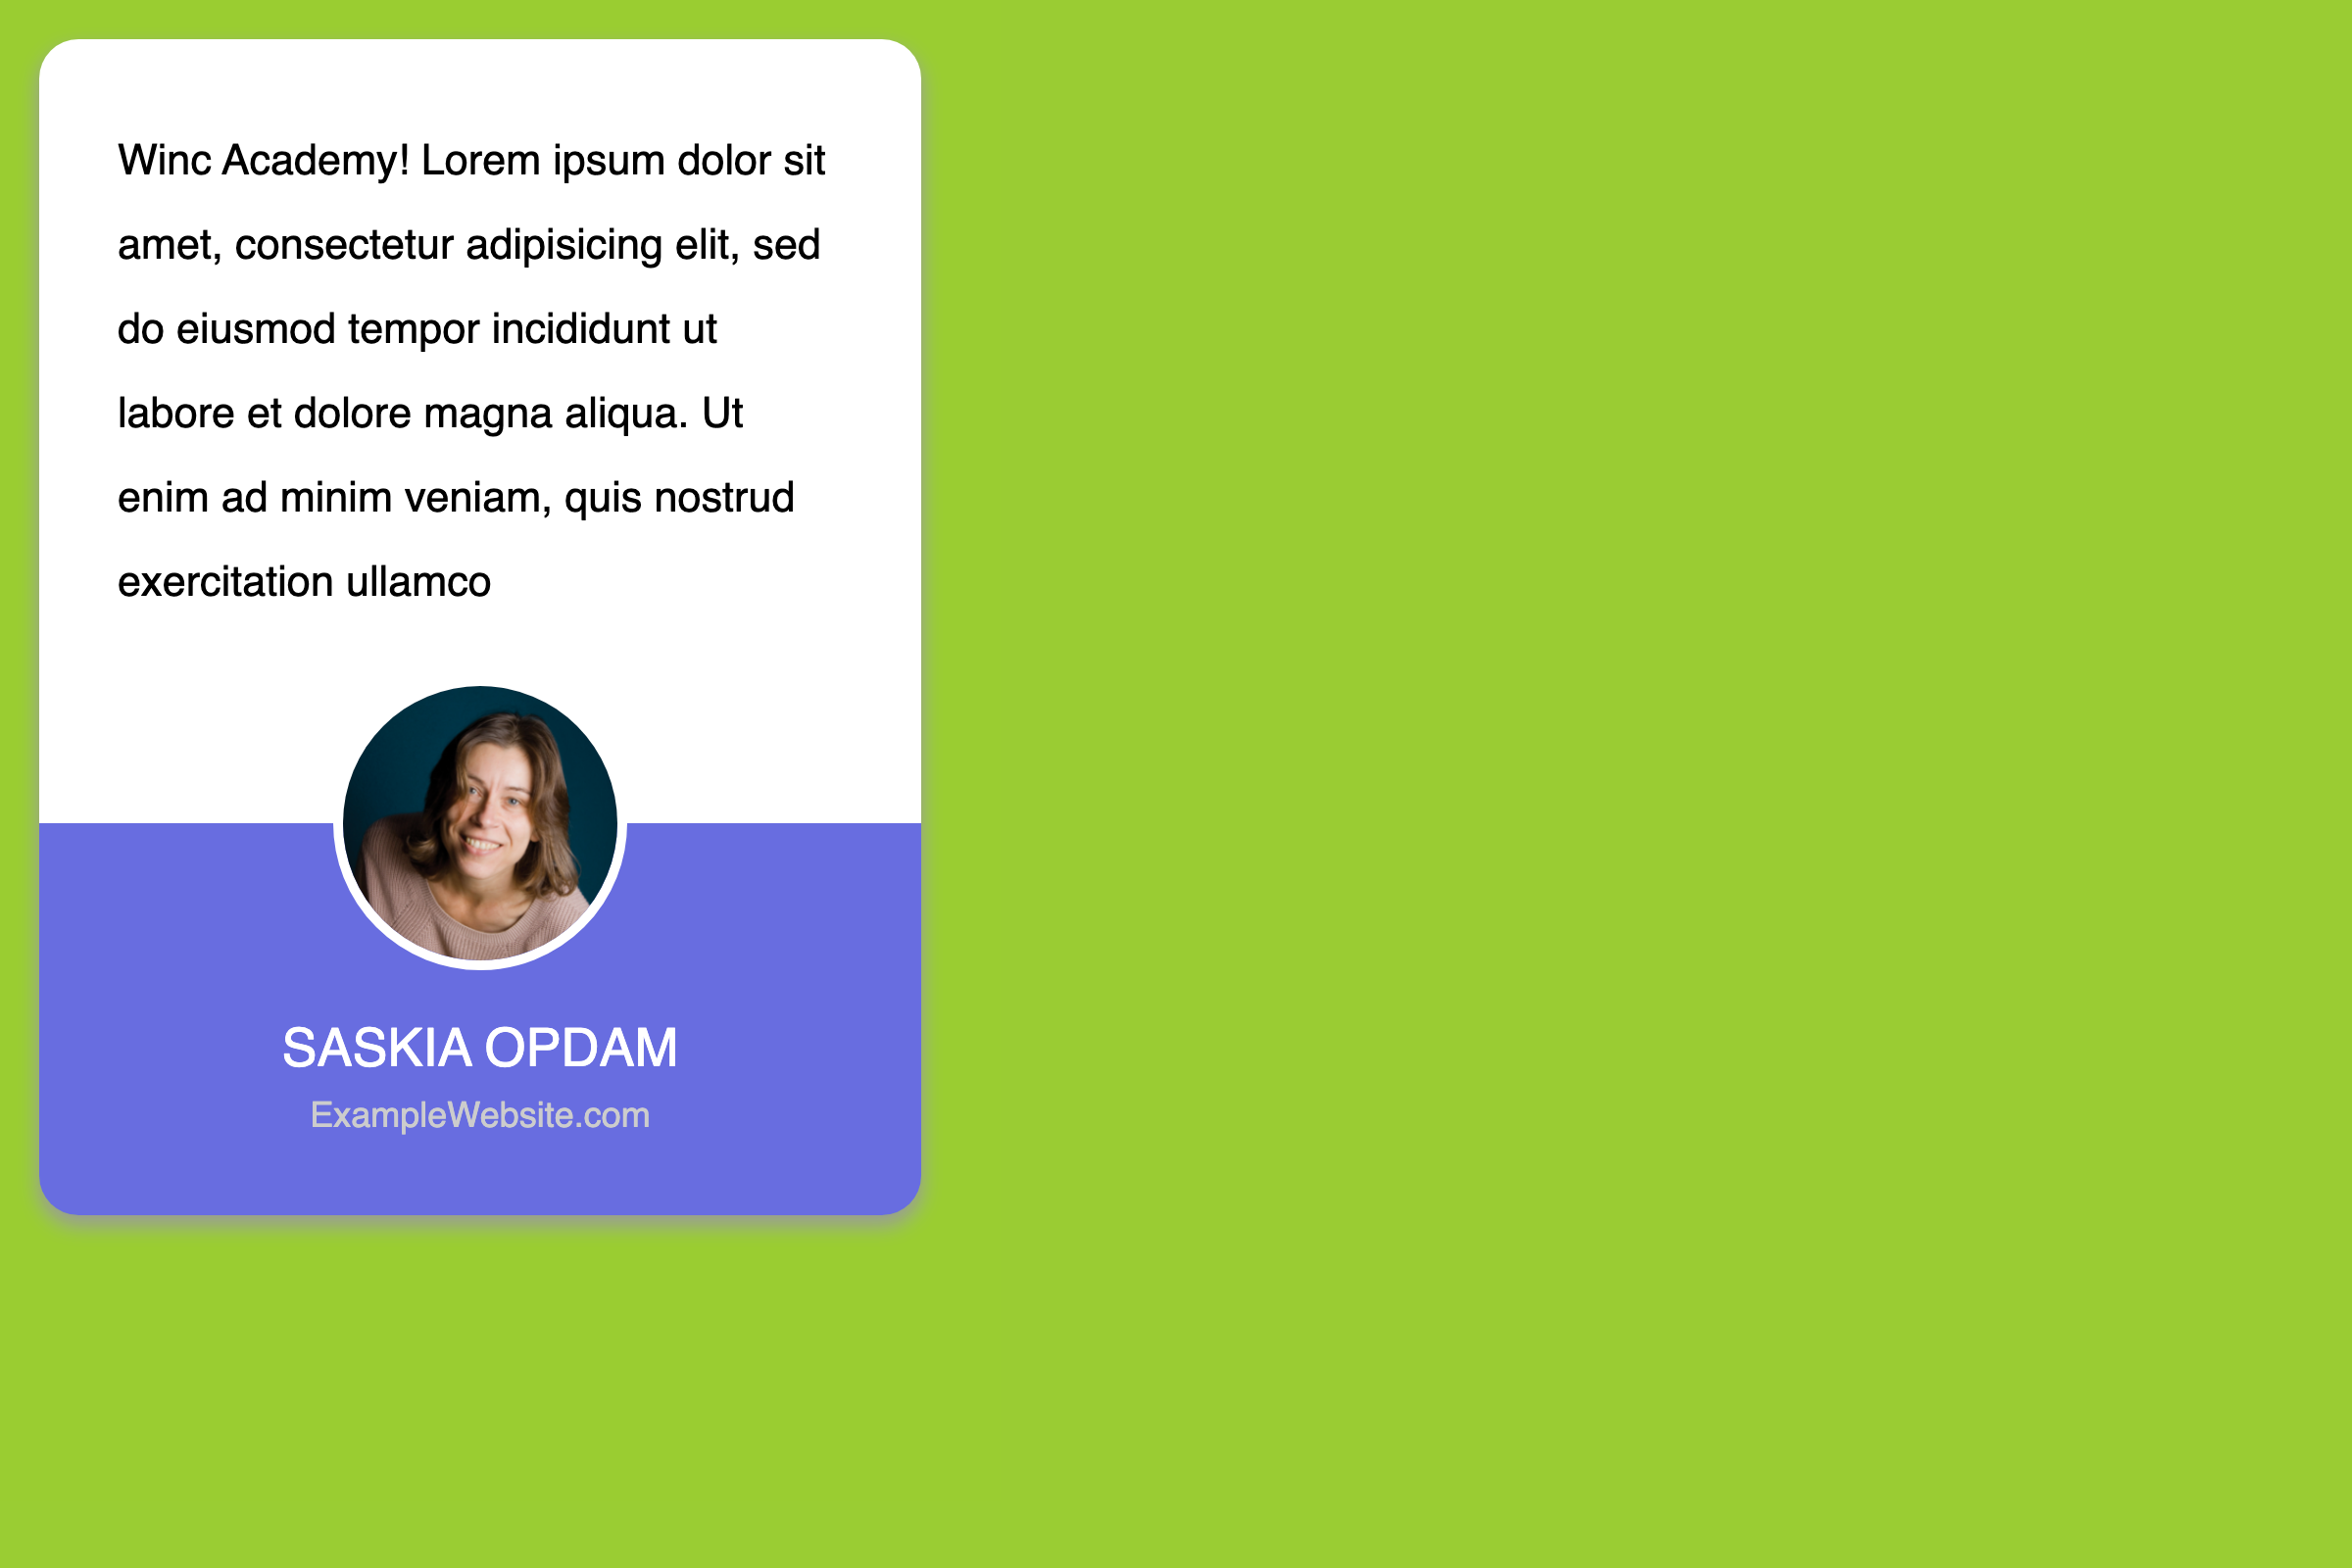 Winc Academy! Lorem ipsum dolor sit
amet, consectetur adipisicing elit, sed
do eiusmod tempor incididunt ut
labore et dolore magna aliqua. Ut
enim ad minim veniam, quis nostrud
exercitation ullamco
SASKIA OPDAM
ExampleWebsite.com